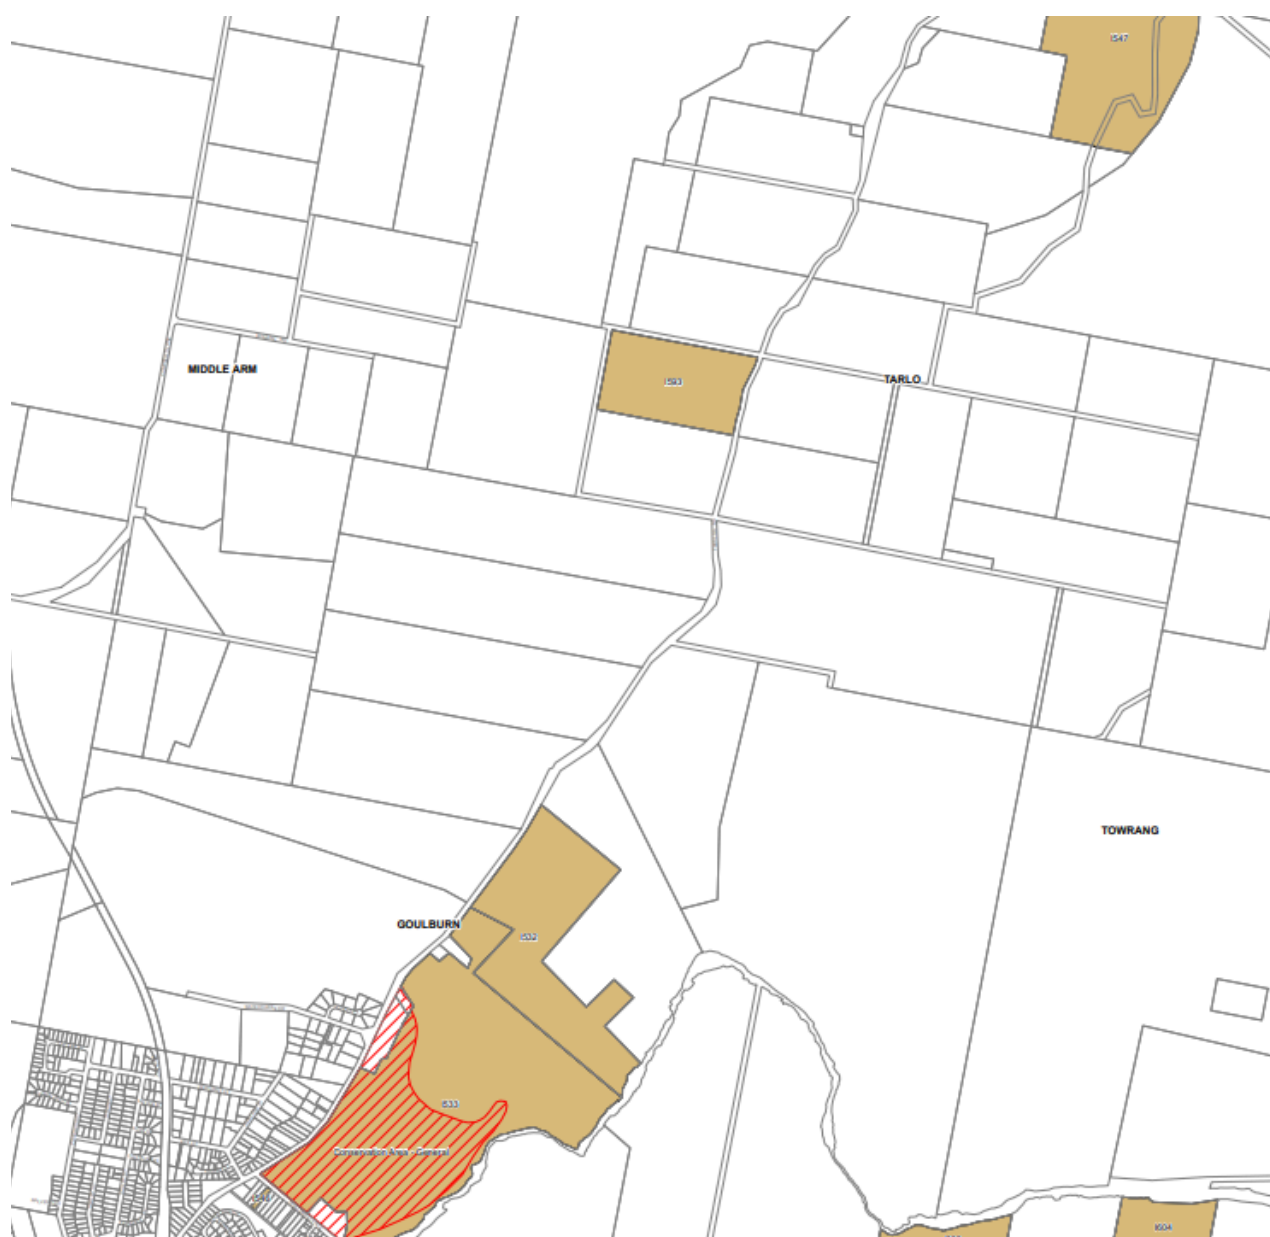 I547
MIDDLE ARM
I593
TARLO
TOWRANG
GOULBURN
I532
I533
Conservation Area - General
I604